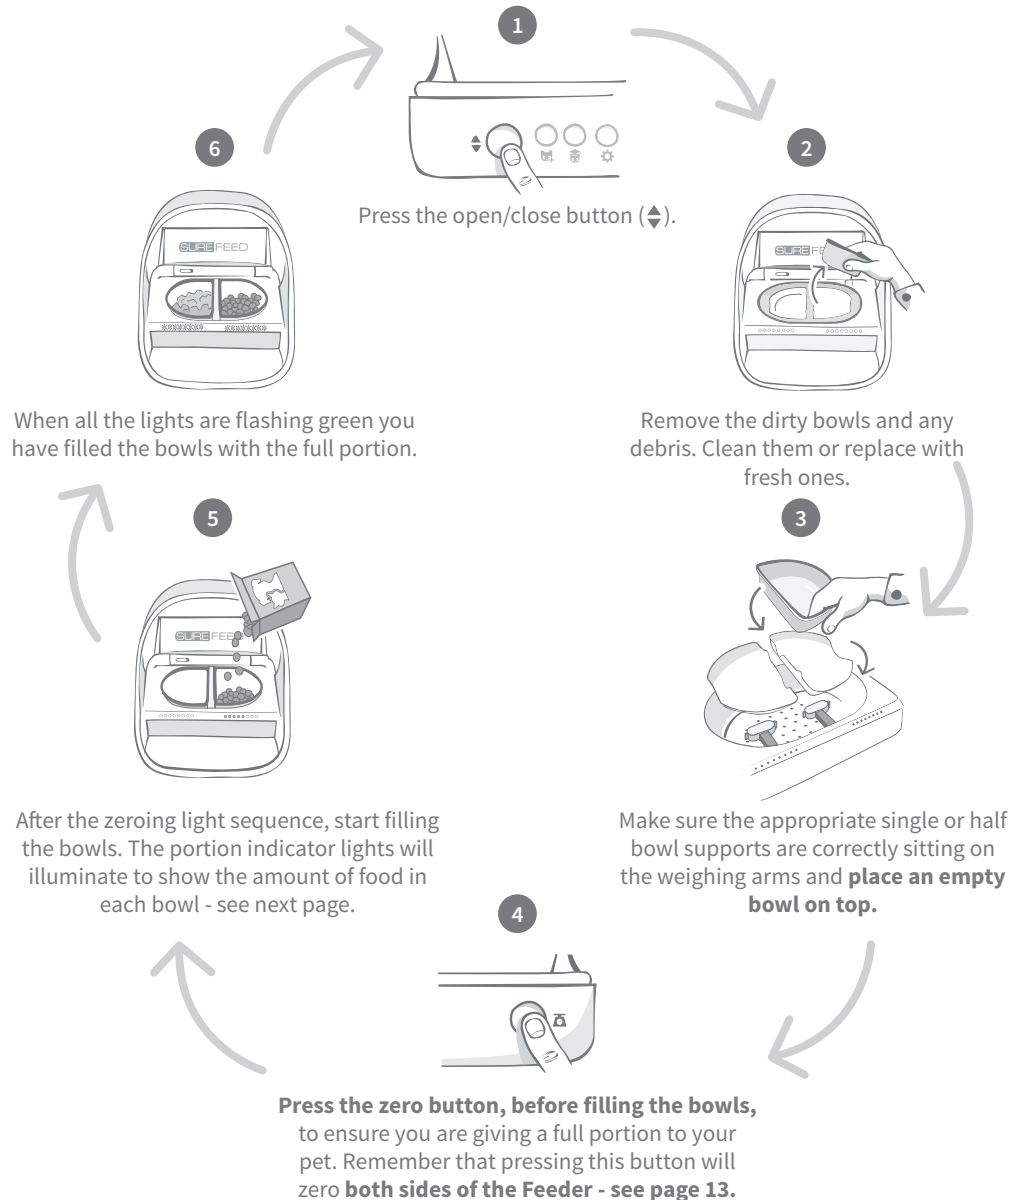 1
Press the open/close button (⬍).
2
SUREFE
Remove the dirty bowls and any
debris. Clean them or replace with
fresh ones.
3
Make sure the appropriate single or half
bowl supports are correctly sitting on
the weighing arms and place an empty
bowl on top.
4
Press the zero button, before filling the bowls,
to ensure you are giving a full portion to your
pet. Remember that pressing this button will
zero both sides of the Feeder - see page 13.
5
SUREFEE
After the zeroing light sequence, start filling
the bowls. The portion indicator lights will
illuminate to show the amount of food in
each bowl - see next page.
6
SUREFEED
When all the lights are flashing green you
have filled the bowls with the full portion.